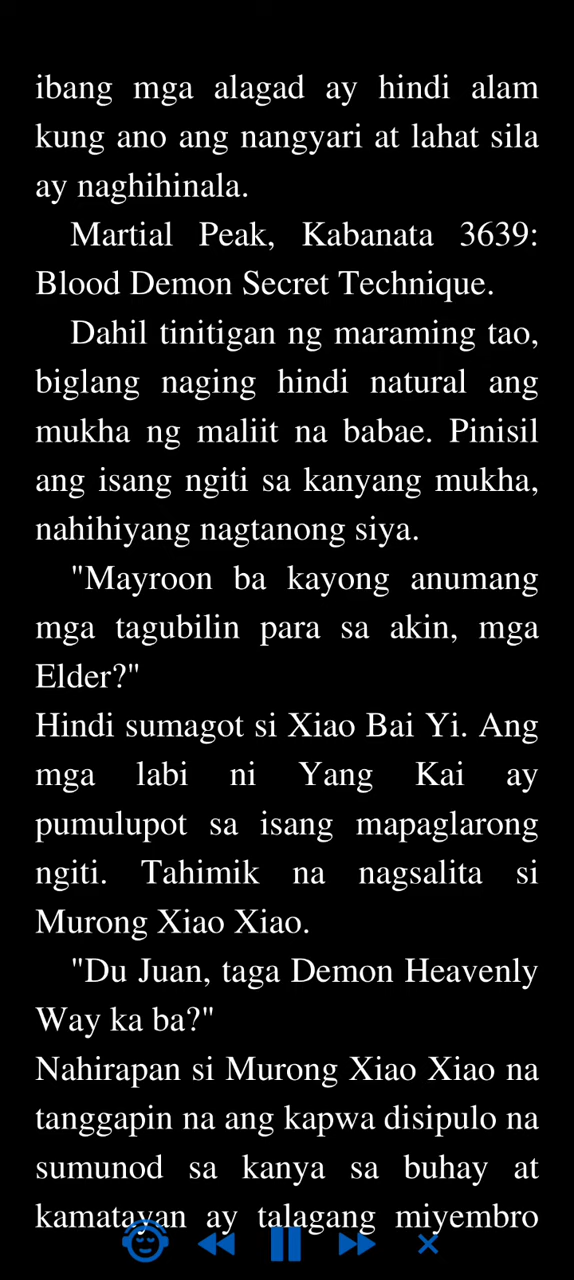 ibang mga alagad ay hindi alam
kung ano ang nangyari at lahat sila
ay naghihinala.
Martial Peak, Kabanata 3639:
Blood Demon Secret Technique.
Dahil tinitigan ng maraming tao,
biglang naging hindi natural ang
mukha ng maliit na babae. Pinisil
ang isang ngiti sa kanyang mukha,
nahihiyang nagtanong siya.
"Mayroon ba kayong anumang
mga tagubilin para sa akin, mga
Elder?"
Hindi sumagot si Xiao Bai Yi. Ang
mga labi ni Yang Kai ay
pumulupot sa isang mapaglarong
ngiti. Tahimik na nagsalita si
Murong Xiao Xiao.
"Du Juan, taga Demon Heavenly
Way ka ba?"
Nahirapan si Murong Xiao Xiao na
tanggapin na ang kapwa disipulo na
sumunod sa kanya sa buhay at
kamatayan ay talagang miyembro